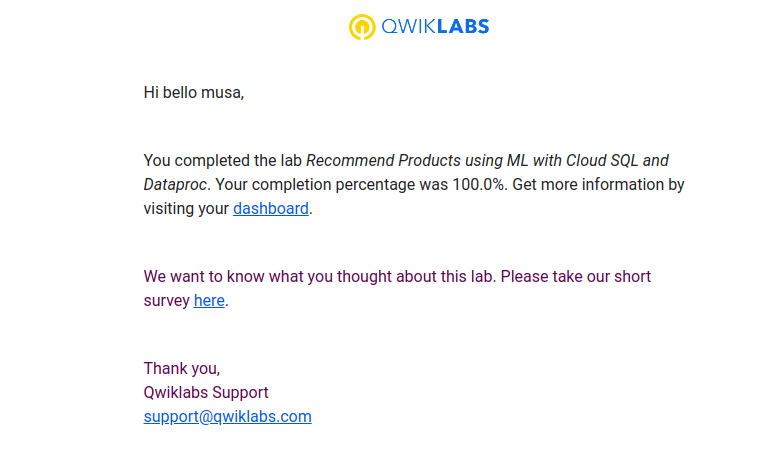 QWIKLABS
Hi bello musa,
You completed the lab Recommend Products using ML with Cloud SQL and
Dataproc. Your completion percentage was 100.0%. Get more information by
visiting your dashboard.
We want to know what you thought about this lab. Please take our short
survey here.
Thank you,
Qwiklabs Support
support@qwiklabs.com